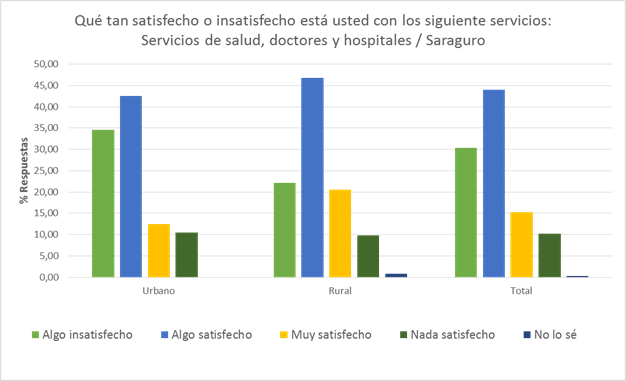 Qué tan satisfecho o insatisfecho está usted con los siguiente servicios:
Servicios de salud, doctores y hospitales / Saraguro
50,00
45,00
40,00
35,00
30,00
25,00
20,00
15,00
10,00
5,00
0,00
% Respuestas
Urbano Rural Total
Algo insatisfecho Algo satisfecho Muy satisfecho Nada satisfecho No lo sé